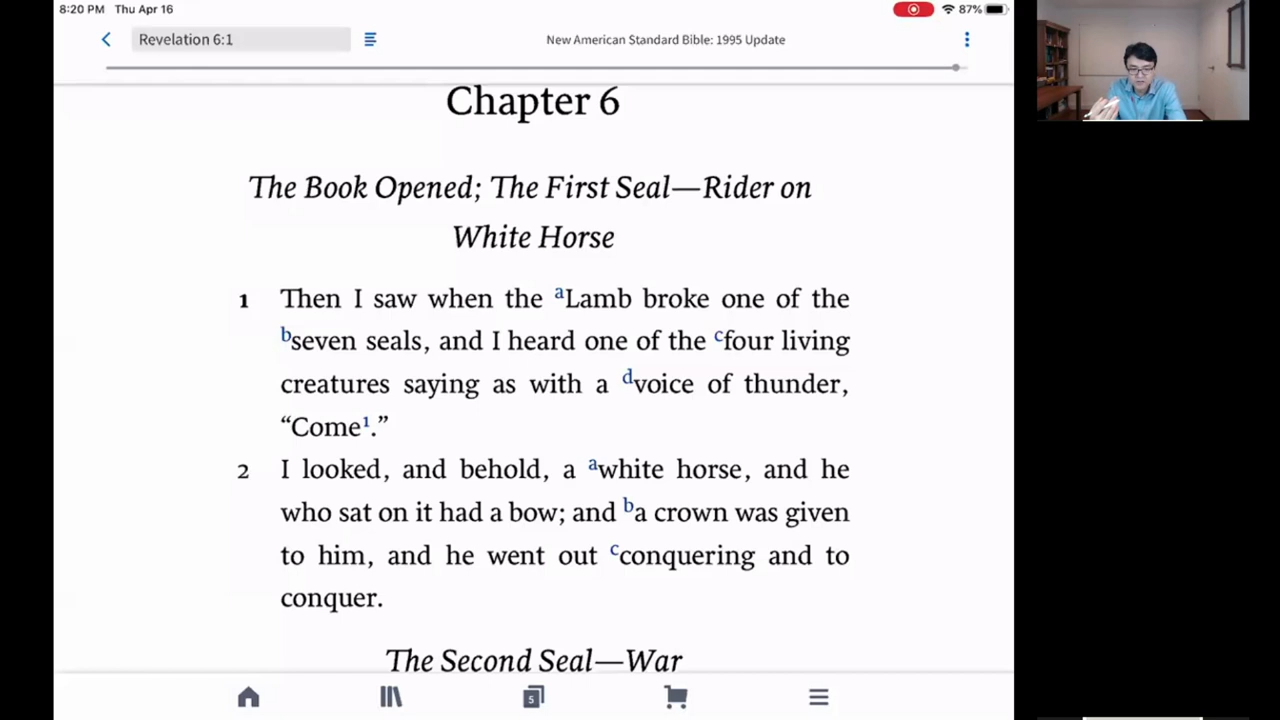 8:20 PM Thu Apr 16
87%
Revelation 6:1
New American Standard Bible: 1995 Update
Chapter 6
The Book Opened; The First Seal—Rider on
White Horse
1 Then I saw when the aLamb broke one of the
bseven seals, and I heard one of the cfour living
creatures saying as with a dvoice of thunder,
“Come1.”
2 I looked, and behold, a awhite horse, and he
who sat on it had a bow; and ba crown was given
to him, and he went out cconquering and to
conquer.
The Second Seal—War
5